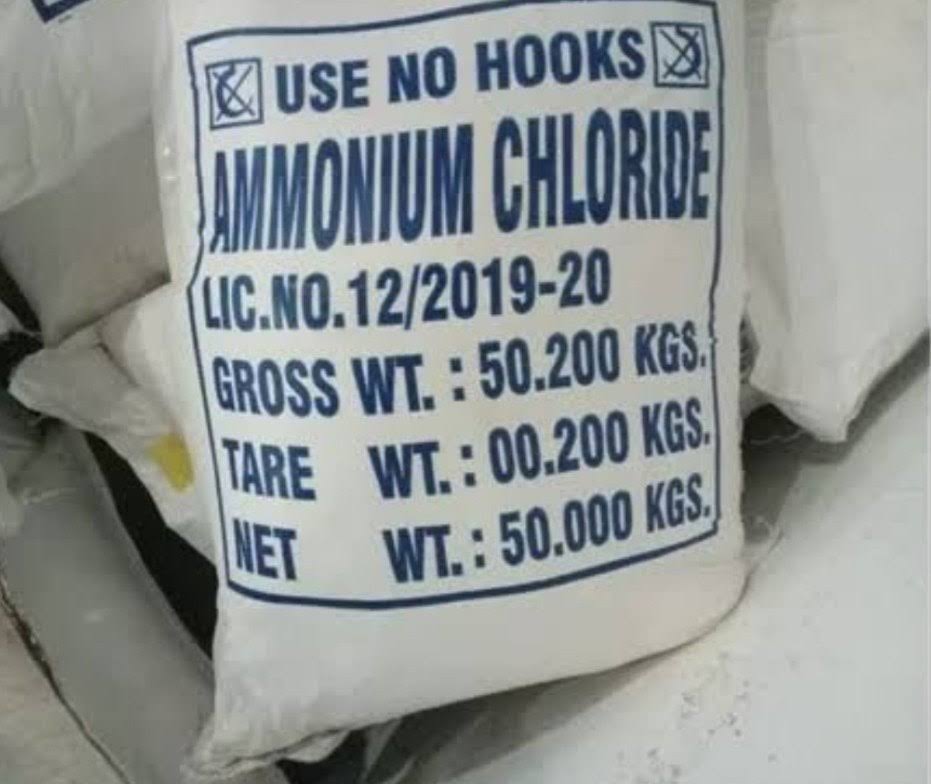 USE NO HOOKS
AMMONIUM CHLORIDE
LIC.NO.12/2019-20
GROSS WT. : 50.200 KGS.
TARE WT. : 00.200 KGS.
NET WT. : 50.000 KGS.